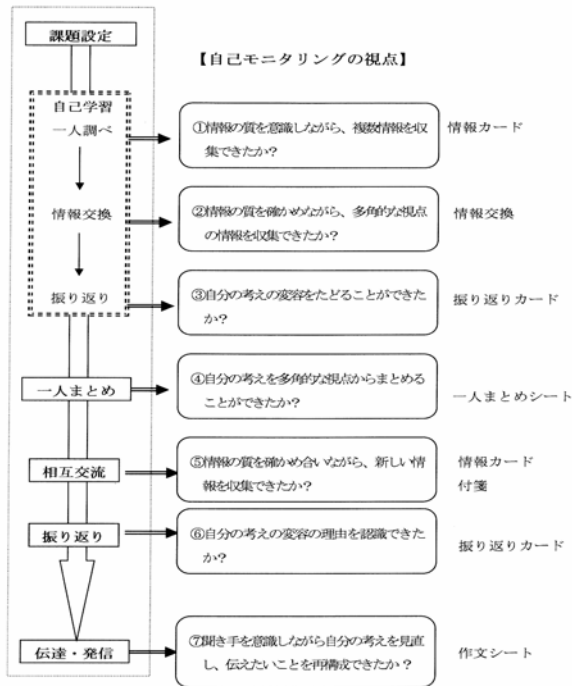 課題設定
【自己モニタリングの視点】
自己学習
一人調べ
①情報の質を意識しながら、複数情報を収
集できたか？
情報カード
情報交換
②情報の質を確かめながら、多角的な視点
の情報を収集できたか？
情報交換
振り返り
③自分の考えの変容をたどることができた
か？
振り返りカード
一人まとめ
④自分の考えを多角的な視点からまとめる
ことができたか？
一人まとめシート
相互交流
⑤情報の質を確かめ合いながら、新しい情
報を収集できたか？
情報カード
付箋
振り返り
⑥自分の考えの変容の理由を認識できた
か？
振り返りカード
伝達・発信
⑦聞き手を意識しながら自分の考えを見直
し、伝えたいことを再構成できたか？
作文シート